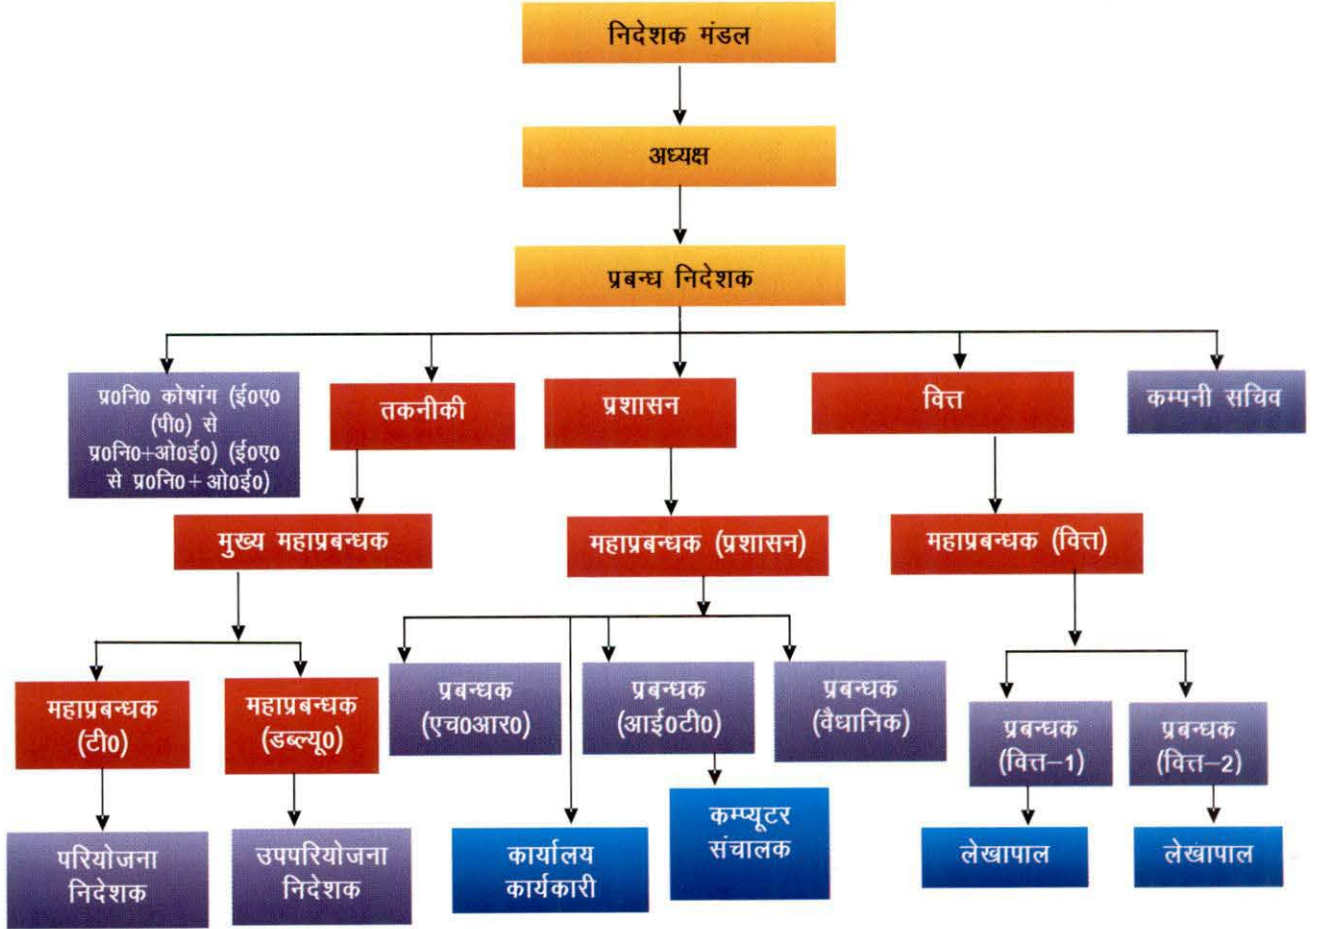 निदेशक मंडल
अध्यक्ष
प्रबन्ध निदेशक
प्र0नि0 कोषांग (ई0ए0
(पी0) से
प्र0नि0+ओ0ई0) (ई0ए0
से प्र0नि0+ओ0ई0)
तकनीकी
प्रशासन
वित्त
कम्पनी सचिव
मुख्य महाप्रबन्धक
महाप्रबन्धक (प्रशासन)
महाप्रबन्धक (वित्त)
महाप्रबन्धक
(टी0)
महाप्रबन्धक
(डब्ल्यू0)
प्रबन्धक
(एच0आर0)
प्रबन्धक
(आई0टी0)
प्रबन्धक
(वैधानिक)
प्रबन्धक
(वित्त–1)
प्रबन्धक
(वित्त–2)
परियोजना
निदेशक
उपपरियोजना
निदेशक
कार्यालय
कार्यकारी
कम्प्यूटर
संचालक
लेखापाल
लेखापाल